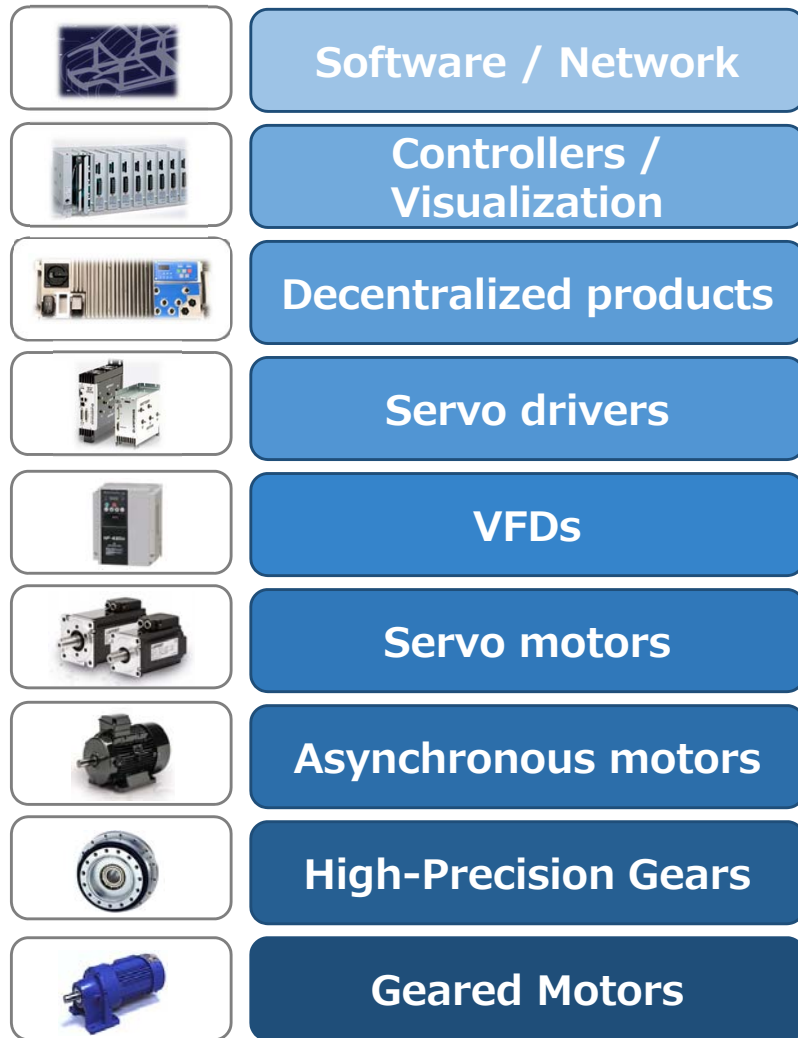 Software / Network
Controllers /
Visualization
Decentralized products
Servo drivers
VFDs
Servo motors
Asynchronous motors
High-Precision Gears
Geared Motors